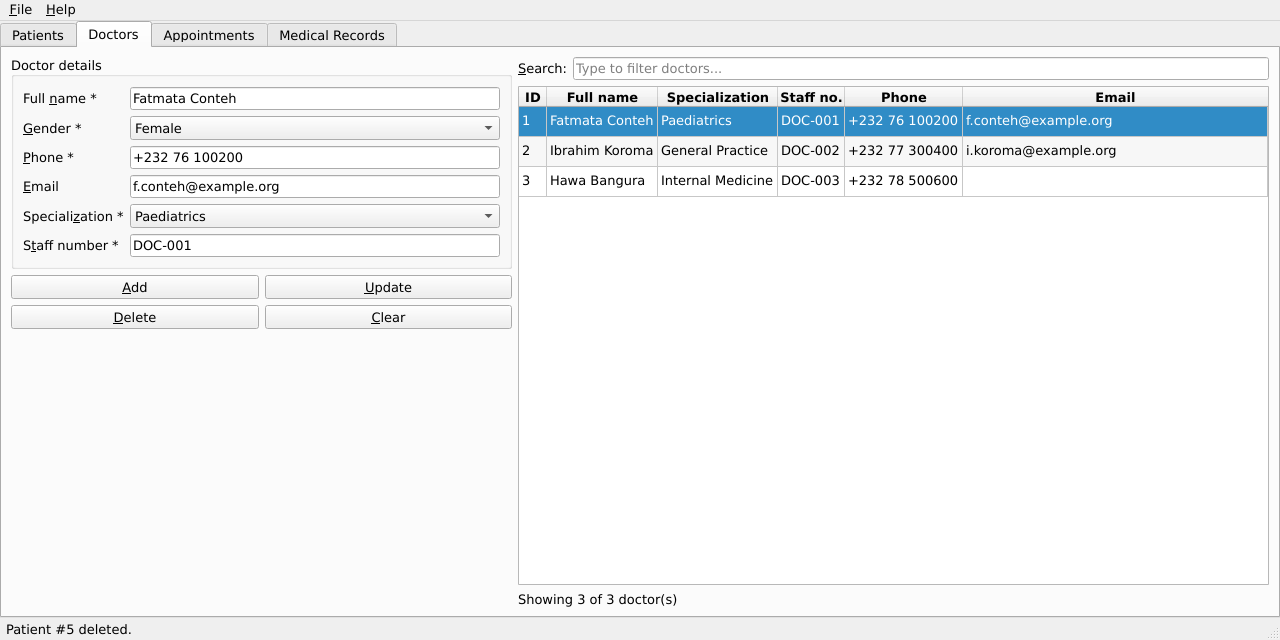 File Help
Patients Doctors Appointments Medical Records
Doctor details
Full name * Fatmata Conteh
Gender * Female
Phone * +232 76 100200
Email f.conteh@example.org
Specialization * Paediatrics
Staff number * DOC-001
Add Update
Delete Clear
Search: Type to filter doctors...
ID Full name Specialization Staff no. Phone Email
1 Fatmata Conteh Paediatrics DOC-001 +232 76 100200 f.conteh@example.org
2 Ibrahim Koroma General Practice DOC-002 +232 77 300400 i.koroma@example.org
3 Hawa Bangura Internal Medicine DOC-003 +232 78 500600
Showing 3 of 3 doctor(s)
Patient #5 deleted.